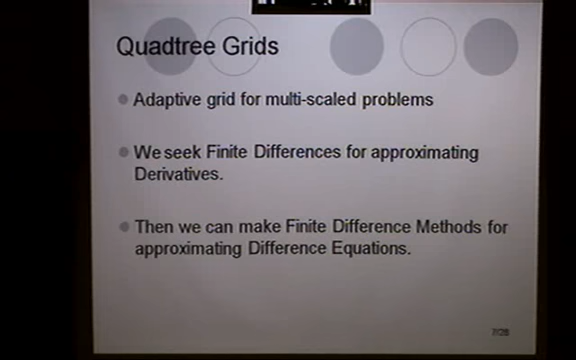 Quadtree Grids
Adaptive grid for multi-scaled problems
We seek Finite Differences for approximating
Derivatives.
Then we can make Finite Difference Methods for
approximating Difference Equations.
7/28